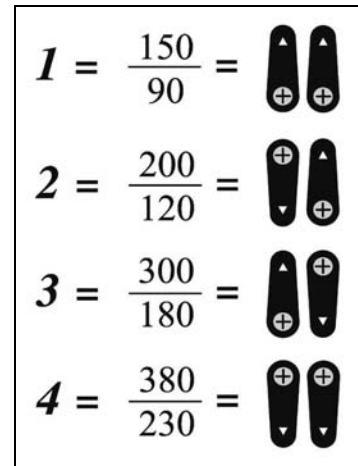 1 = 150/90 =
2 = 200/120 =
3 = 300/180 =
4 = 380/230 =